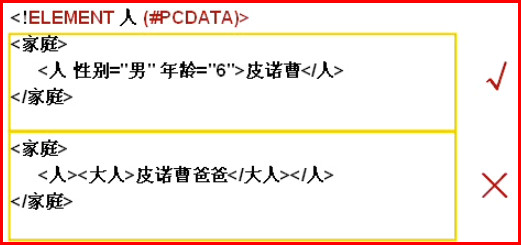 <!ELEMENT 人 (#PCDATA)>
<家庭>
<人 性别="男" 年龄="6">皮诺曹</人>
</家庭>
<家庭>
<人><大人>皮诺曹爸爸</大人></人>
</家庭>